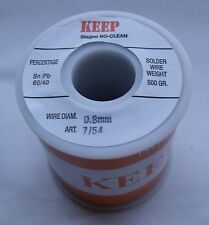 KEEP
Stagno NO-CLEAN
PERCENTAGE
Sn/Pb
60/40
SOLDER
WIRE
WEIGHT
500 GR.
WIRE DIAM. 0.8mm
ART. 7/54
KEE